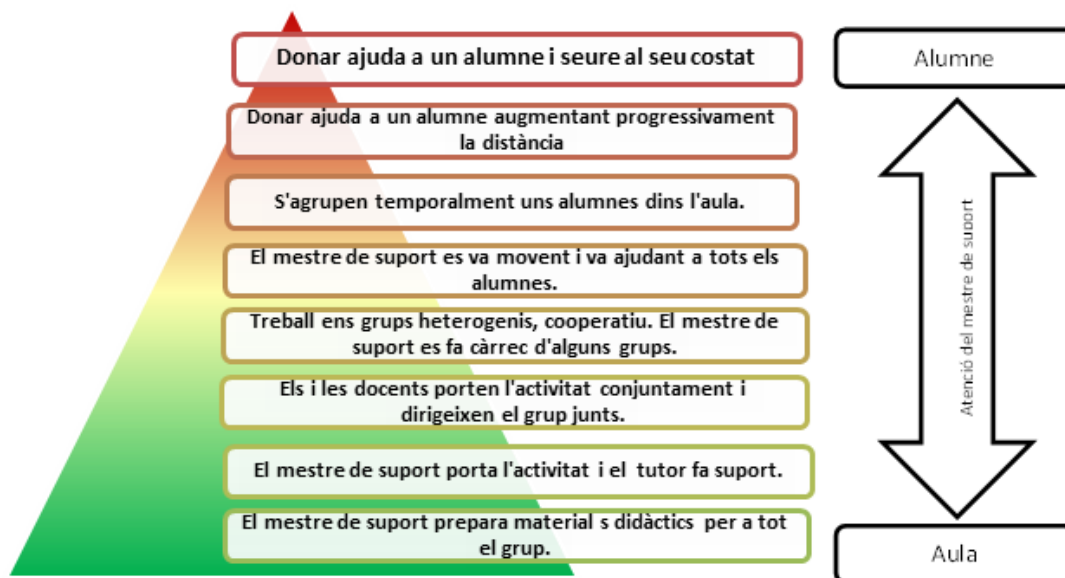 Donar ajuda a un alumne i seure al seu costat
Donar ajuda a un alumne augmentant progressivament
la distància
S'agrupen temporalment uns alumnes dins l'aula.
El mestre de suport es va movent i va ajudant a tots els
alumnes.
Treball ens grups heterogenis, cooperatiu. El mestre de
suport es fa càrrec d'alguns grups.
Els i les docents porten l'activitat conjuntament i
dirigeixen el grup junts.
El mestre de suport porta l'activitat i el tutor fa suport.
El mestre de suport prepara material s didàctics per a tot
el grup.
Alumne
Atenció del mestre de suport
Aula